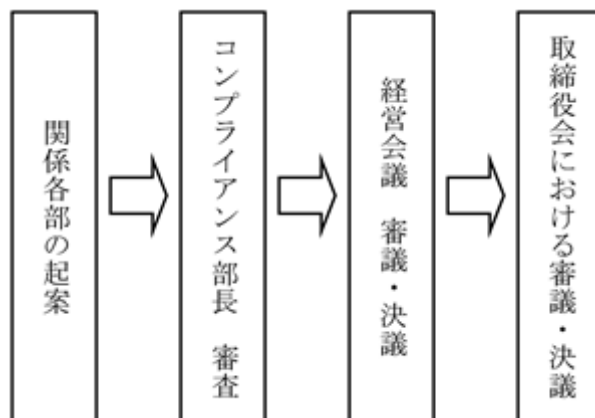 関係各部の起案
コンプライアンス部長　審査
経営会議　審議・決議
取締役会における審議・決議